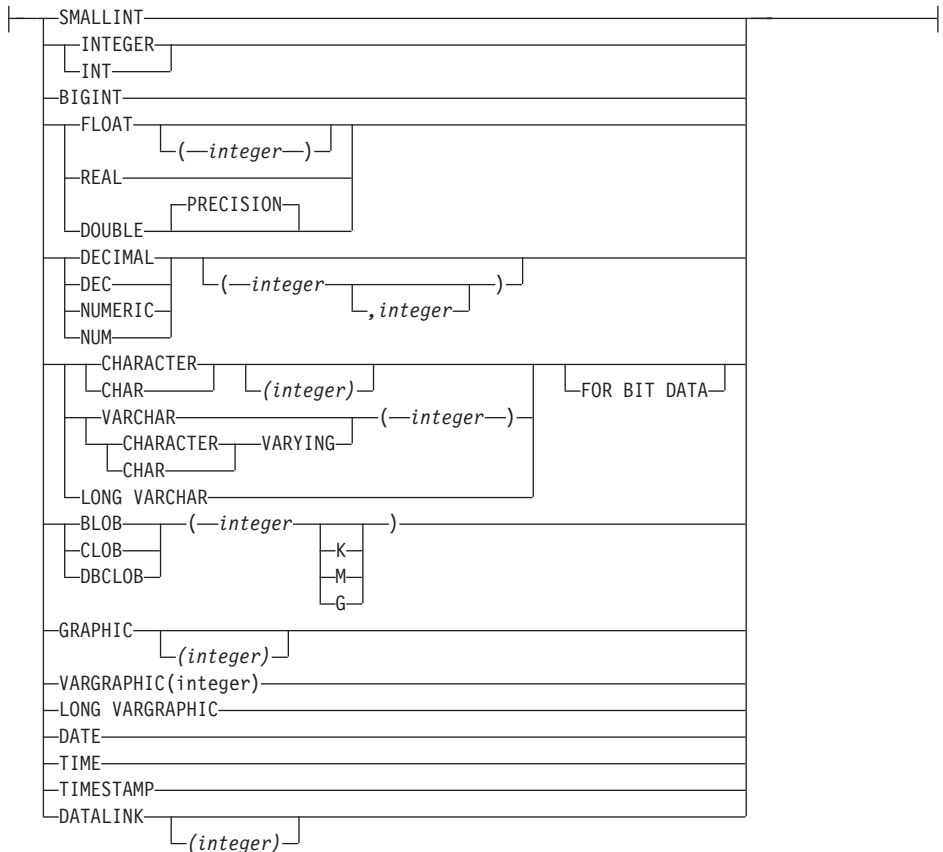 SMALLINT
INTEGER
INT
BIGINT
FLOAT
(integer)
REAL
PRECISION
DOUBLE
DECIMAL
DEC
(integer )
NUMERIC
,integer
NUM
CHARACTER
CHAR
(integer)
FOR BIT DATA
VARCHAR (integer)
CHARACTER VARYING
CHAR
LONG VARCHAR
BLOB (integer )
CLOB
K
DBCLOB
M
G
GRAPHIC
(integer)
VARGRAPHIC(integer)
LONG VARGRAPHIC
DATE
TIME
TIMESTAMP
DATALINK
(integer)